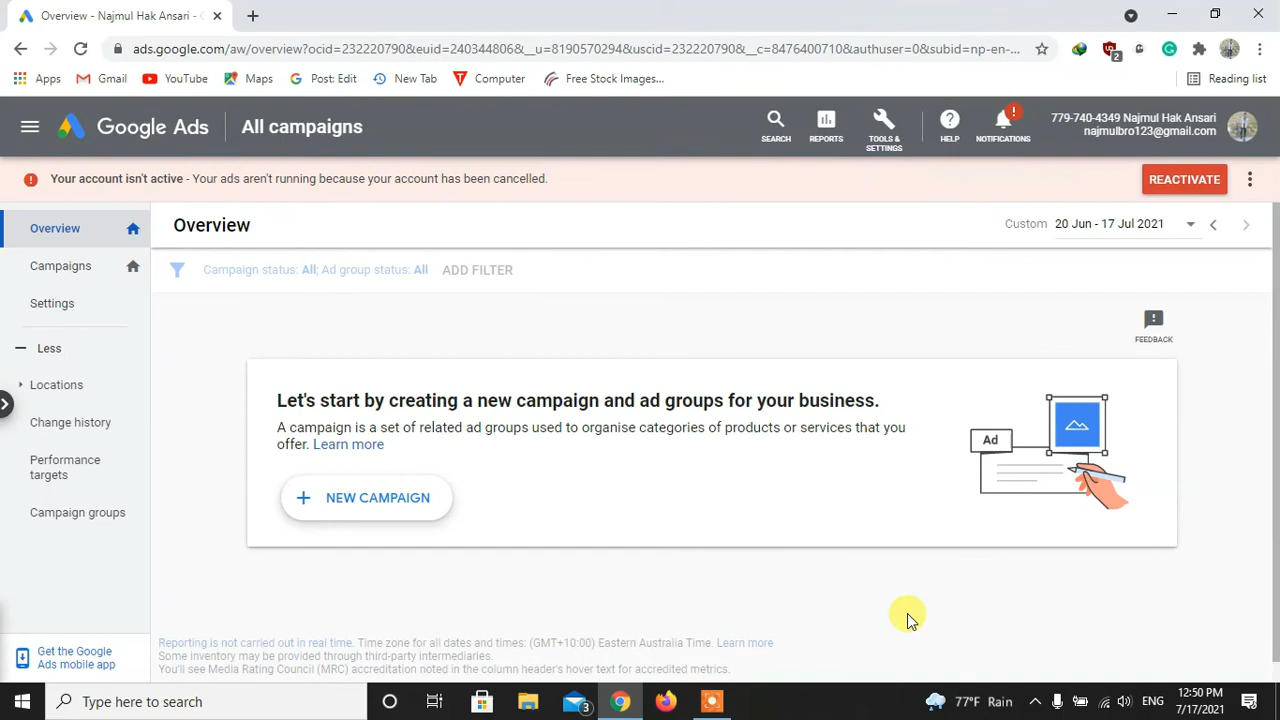 Overview - Najmul Hak Ansari -
ads.google.com/aw/overview?ocid=232220790&euid=240344806&__u=8190570294&uscid=232220790&__c=8476400710&authuser=0&subid=np-en-...
2
Apps
Gmail
YouTube
Maps
Post: Edit
New Tab
Computer
Free Stock Images...
Reading list
Google Ads
All campaigns
SEARCH
REPORTS
TOOLS &
SETTINGS
HELP
NOTIFICATIONS
779-740-4349 Najmul Hak Ansari
najmulbro123@gmail.com
Your account isn't active - Your ads aren't running because your account has been cancelled.
REACTIVATE
Overview
Campaigns
Settings
Less
Locations
Change history
Performance
targets
Campaign groups
Get the Google
Ads mobile app
Overview
Custom 20 Jun - 17 Jul 2021
Campaign status: All; Ad group status: All ADD FILTER
FEEDBACK
Let's start by creating a new campaign and ad groups for your business.
A campaign is a set of related ad groups used to organise categories of products or services that you
offer. Learn more
NEW CAMPAIGN
Ad
Reporting is not carried out in real time. Time zone for all dates and times: (GMT+10:00) Eastern Australia Time. Learn more
Some inventory may be provided through third-party intermediaries.
You'll see Media Rating Council (MRC) accreditation noted in the column header's hover text for accredited metrics.
Type here to search
3
77°F Rain
ENG
12:50 PM
7/17/2021